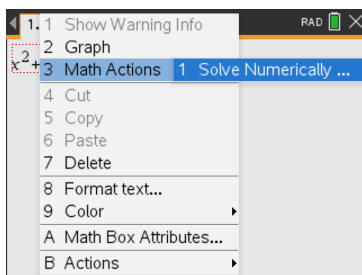 1. RAD
1 Show Warning Info
2 Graph
x²+
3 Math Actions
1 Solve Numerically ...
4 Cut
5 Copy
6 Paste
7 Delete
8 Format text...
9 Color
A Math Box Attributes...
B Actions